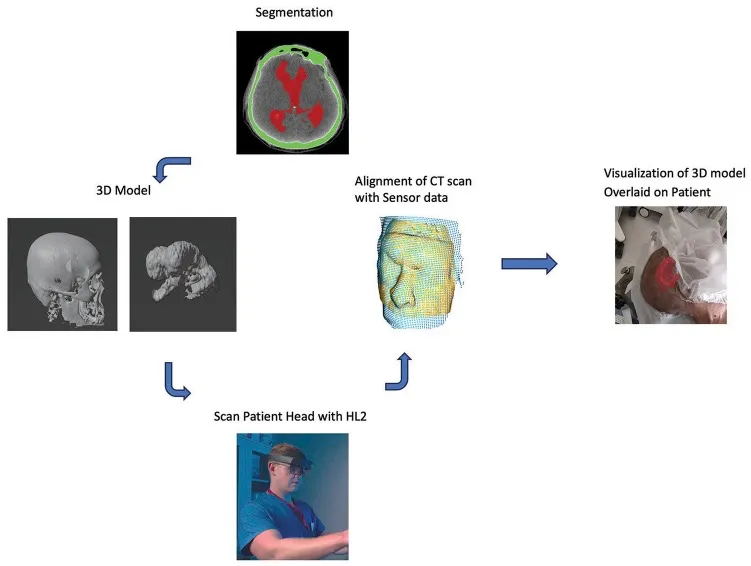 Segmentation
3D Model
Alignment of CT scan
with Sensor data
Visualization of 3D model
Overlaid on Patient
Scan Patient Head with HL2